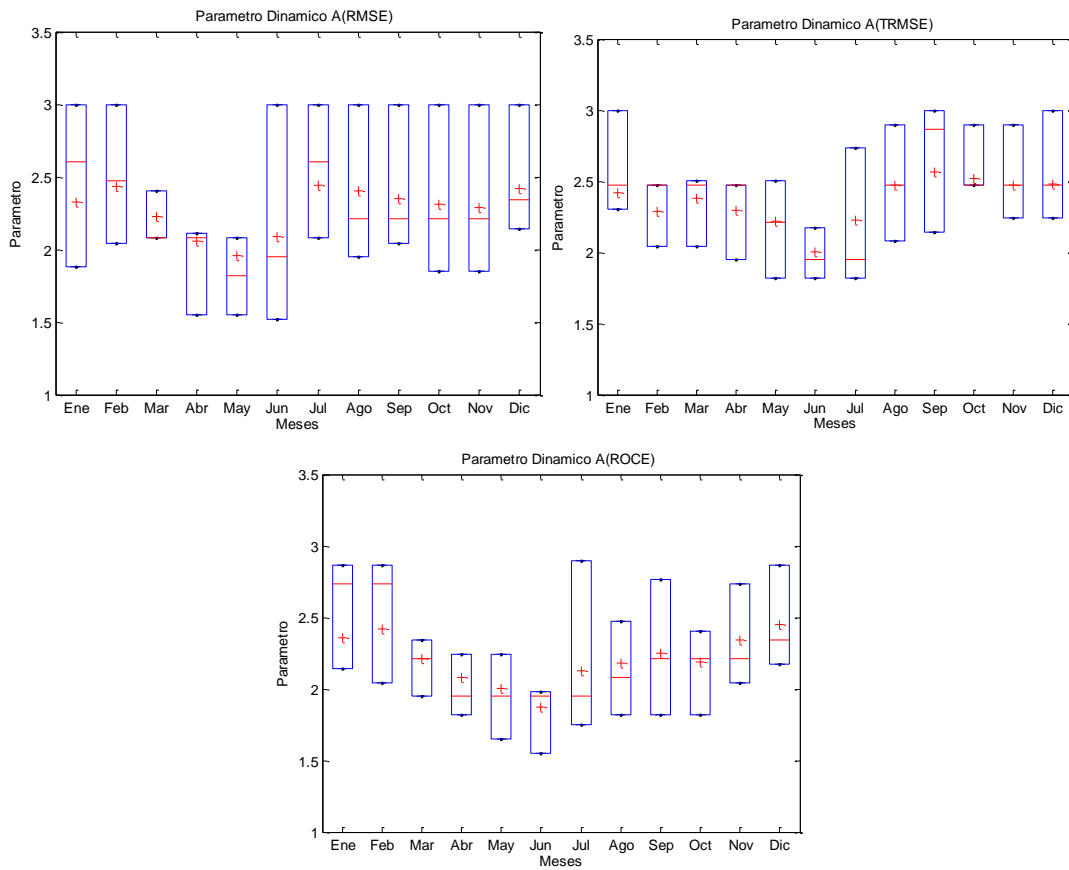 Parametro Dinamico A(RMSE)
3.5
3
2.5
2
1.5
1
Parametro
Ene Feb Mar Abr May Jun Jul Ago Sep Oct Nov Dic
Meses
Parametro Dinamico A(TRMSE)
3.5
3
2.5
2
1.5
1
Parametro
Ene Feb Mar Abr May Jun Jul Ago Sep Oct Nov Dic
Meses
Parametro Dinamico A(ROCE)
3.5
3
2.5
2
1.5
1
Parametro
Ene Feb Mar Abr May Jun Jul Ago Sep Oct Nov Dic
Meses